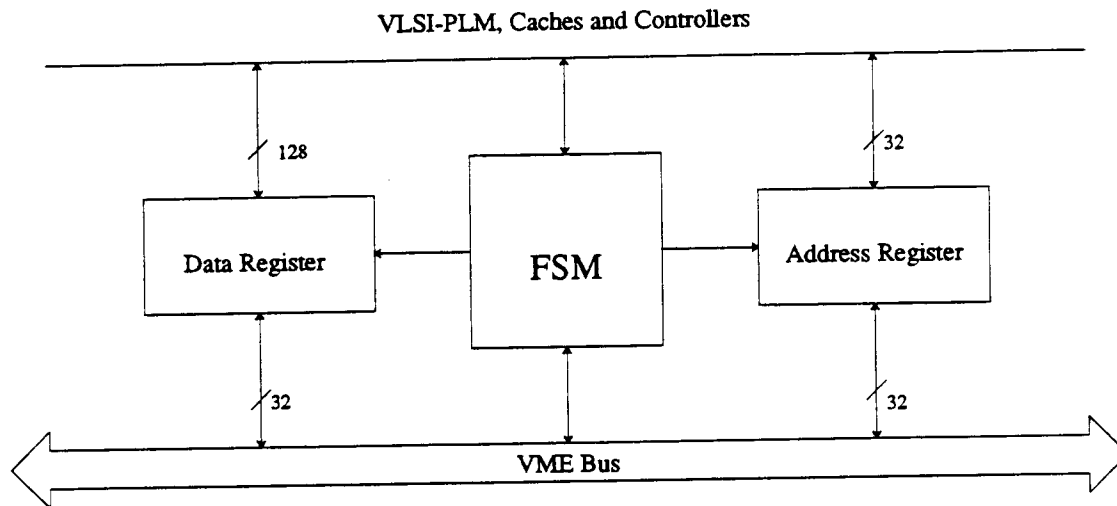 VLSI-PLM, Caches and Controllers
128
32
Data Register
FSM
Address Register
32
32
VME Bus